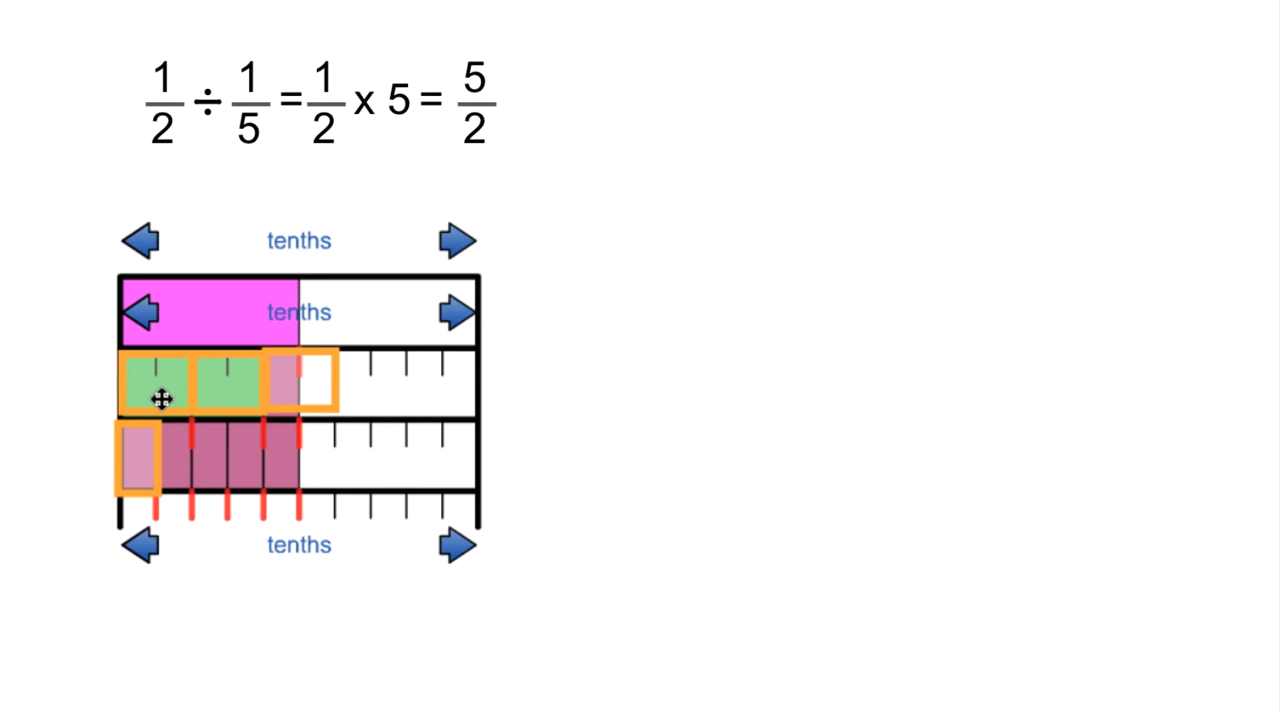 1/2 ÷ 1/5 = 1/2 x 5 = 5/2
tenths
tenths
tenths